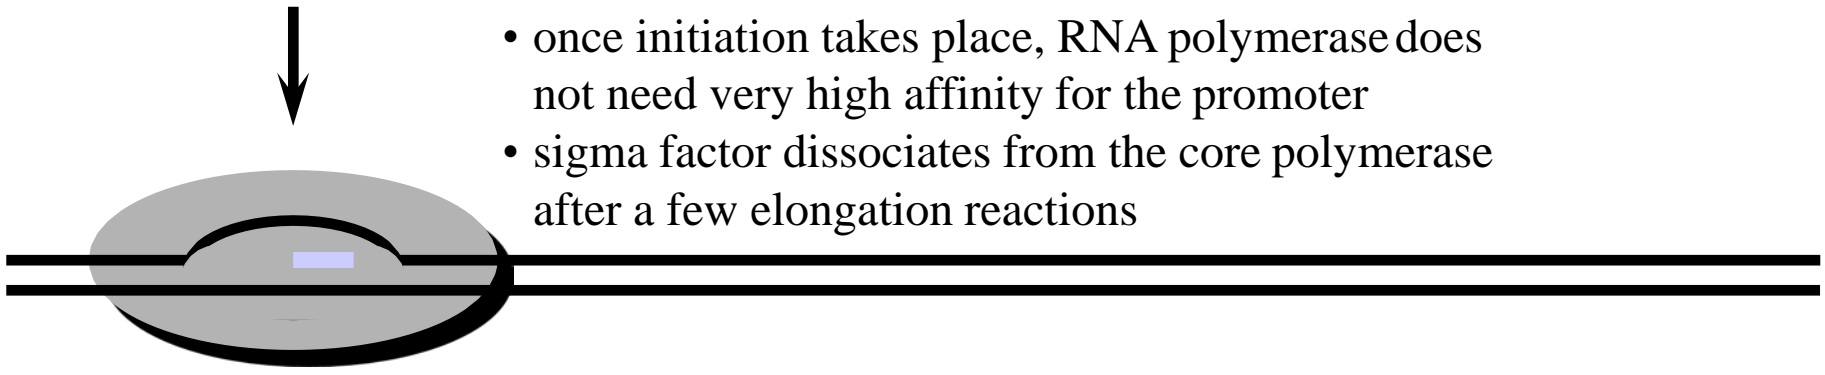 • once initiation takes place, RNA polymerase does
not need very high affinity for the promoter
• sigma factor dissociates from the core polymerase
after a few elongation reactions